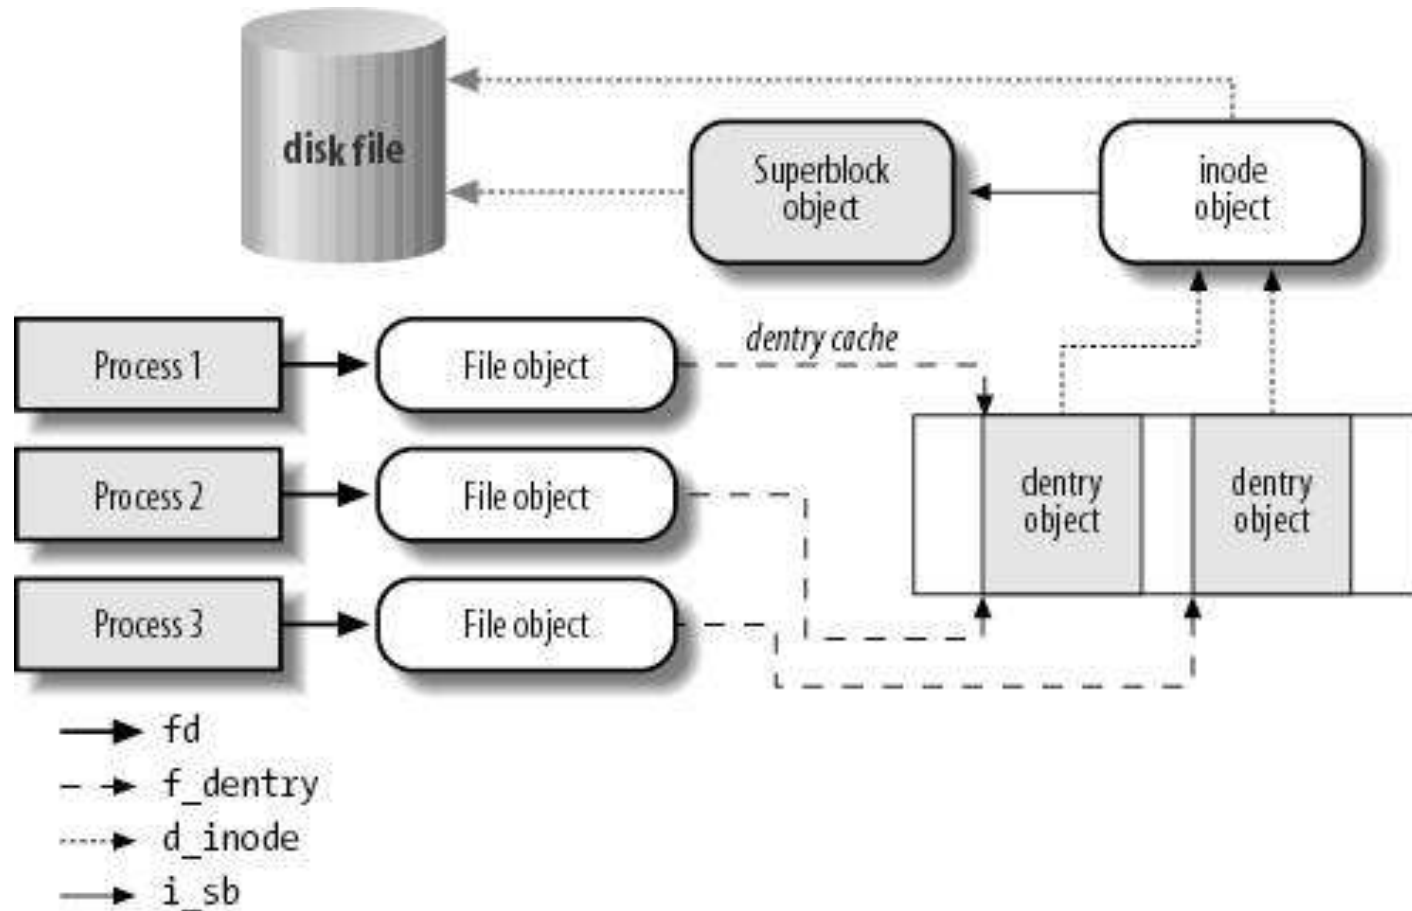 disk file
Superblock
object
inode
object
Process 1
File object
dentry cache
Process 2
File object
dentry
object
dentry
object
Process 3
File object
fd
f_dentry
d_inode
i_sb